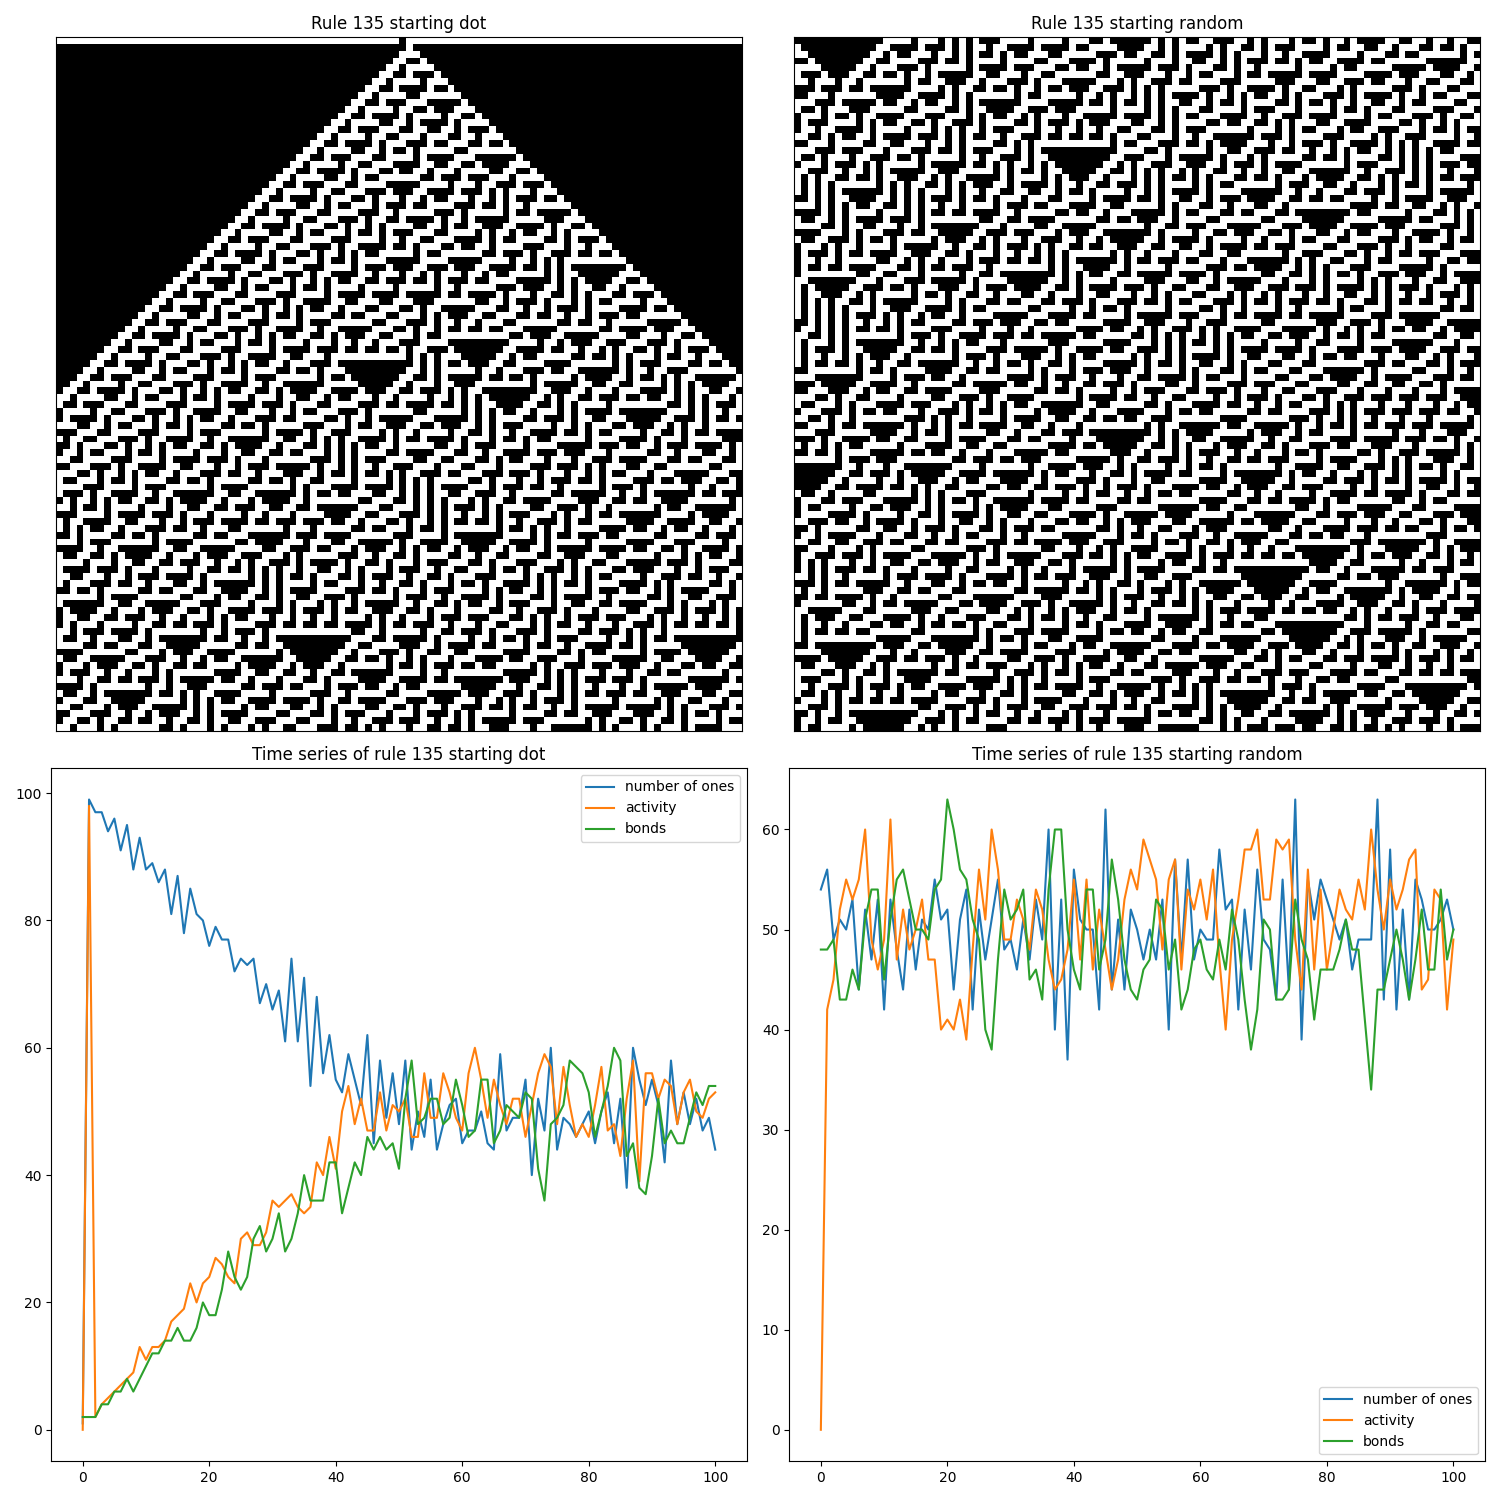 Rule 135 starting dot
Rule 135 starting random
Time series of rule 135 starting dot
100
80
60
40
20
0
0 20 40 60 80 100
number of ones
activity
bonds
Time series of rule 135 starting random
60
50
40
30
20
10
0
0 20 40 60 80 100
number of ones
activity
bonds